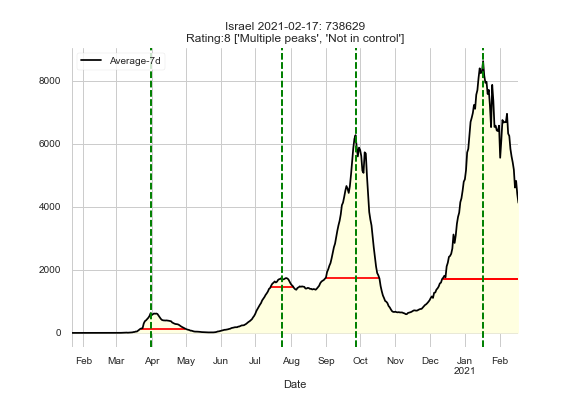 Israel 2021-02-17: 738629
Rating:8 ['Multiple peaks', 'Not in control']
Average-7d
8000
6000
4000
2000
0
Feb Mar Apr May Jun Jul Aug Sep Oct Nov Dec Jan Feb
2021
Date